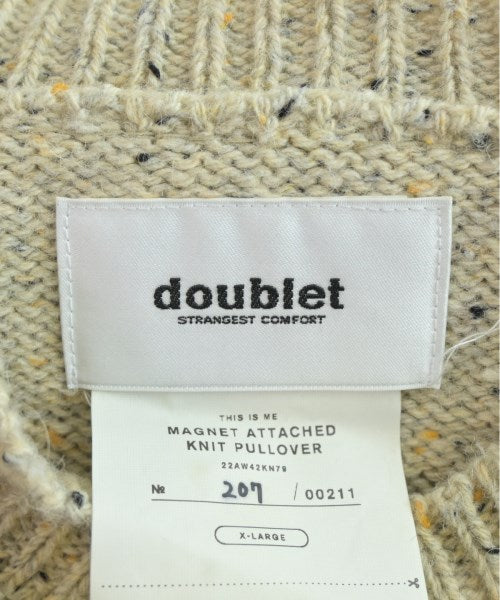 doublet
STRANGEST COMFORT
THIS IS ME
MAGNET ATTACHED
KNIT PULLOVER
22AW42KN79
№ 207 /00211
X-LARGE